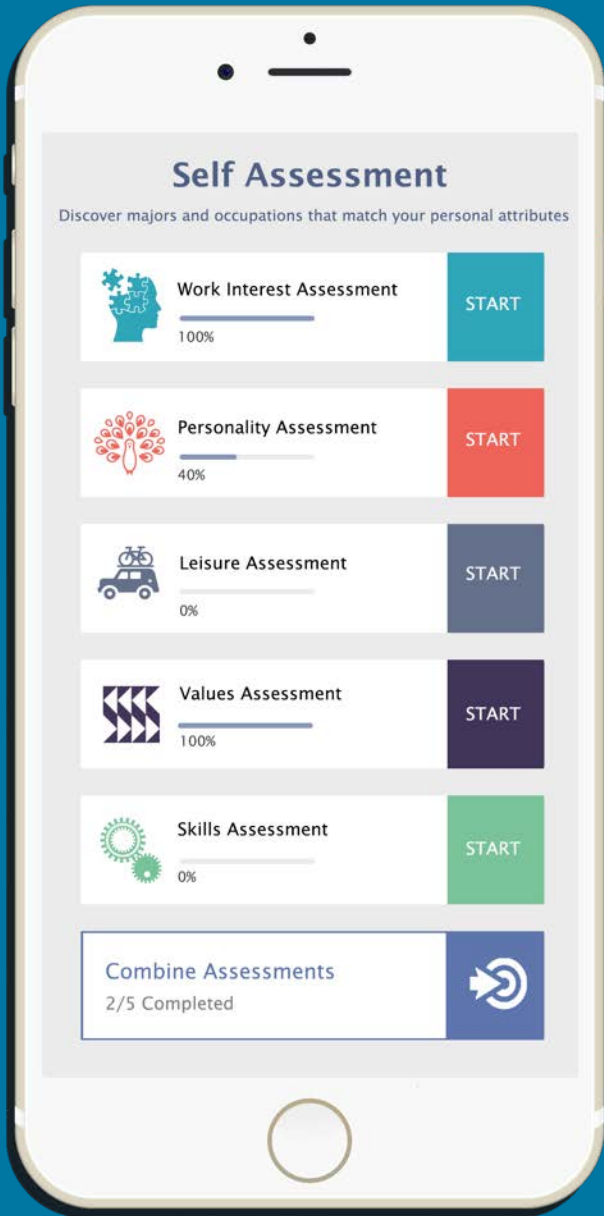 Self Assessment
Discover majors and occupations that match your personal attributes
Work Interest Assessment
100%
START
Personality Assessment
40%
START
Leisure Assessment
0%
START
Values Assessment
100%
START
Skills Assessment
0%
START
Combine Assessments
2/5 Completed